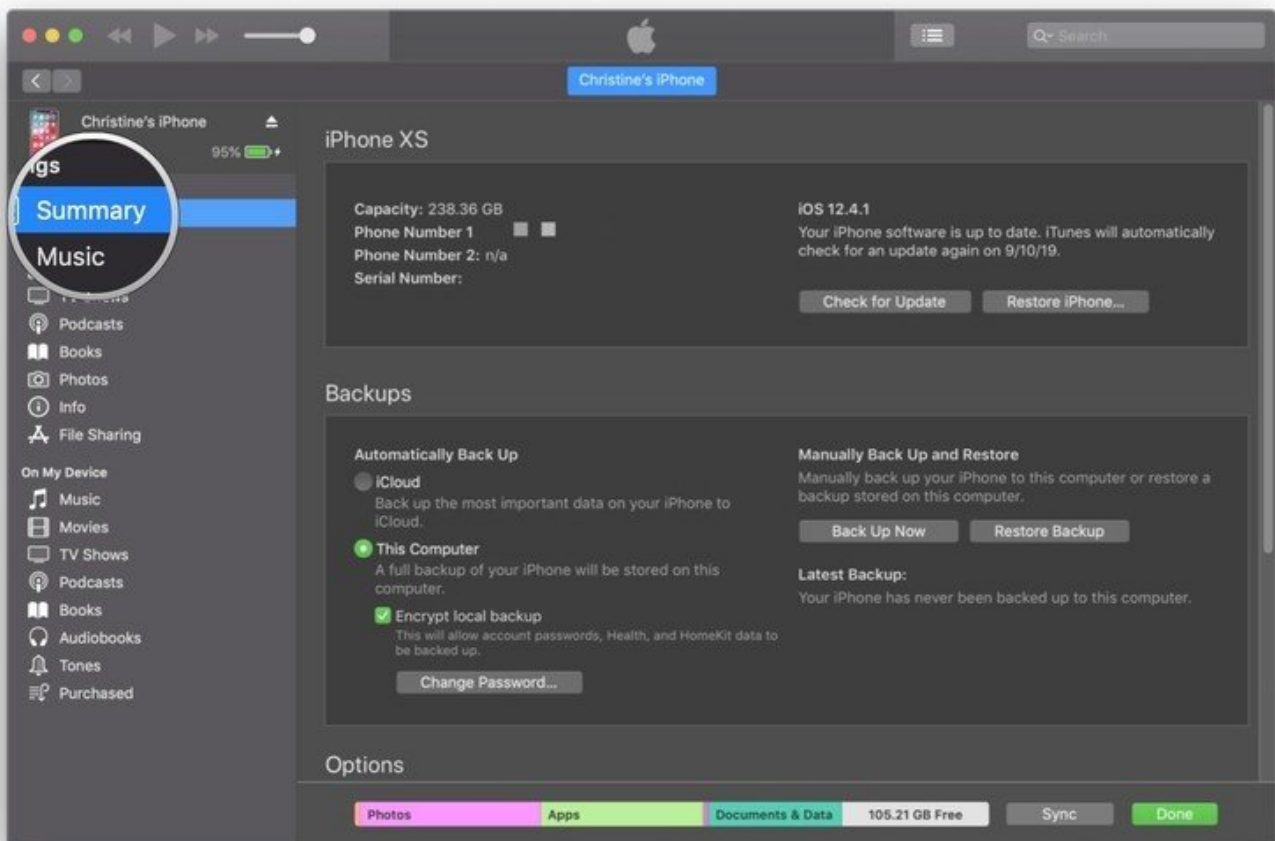 Search
Christine's iPhone
Christine's iPhone
95%
Summary
Music
Podcasts
Books
Photos
Info
File Sharing
On My Device
Music
Movies
TV Shows
Podcasts
Books
Audiobooks
Tones
Purchased
iPhone XS
Capacity: 238.36 GB
Phone Number 1
Phone Number 2: n/a
Serial Number:
iOS 12.4.1
Your iPhone software is up to date. iTunes will automatically
check for an update again on 9/10/19.
Check for Update
Restore iPhone...
Backups
Automatically Back Up
iCloud
Back up the most important data on your iPhone to
iCloud.
This Computer
A full backup of your iPhone will be stored on this
computer.
Encrypt local backup
This will allow account passwords, Health, and HomeKit data to
be backed up.
Change Password...
Manually Back Up and Restore
Manually back up your iPhone to this computer or restore a
backup stored on this computer.
Back Up Now
Restore Backup
Latest Backup:
Your iPhone has never been backed up to this computer.
Options
Photos
Apps
Documents & Data
105.21 GB Free
Sync
Done